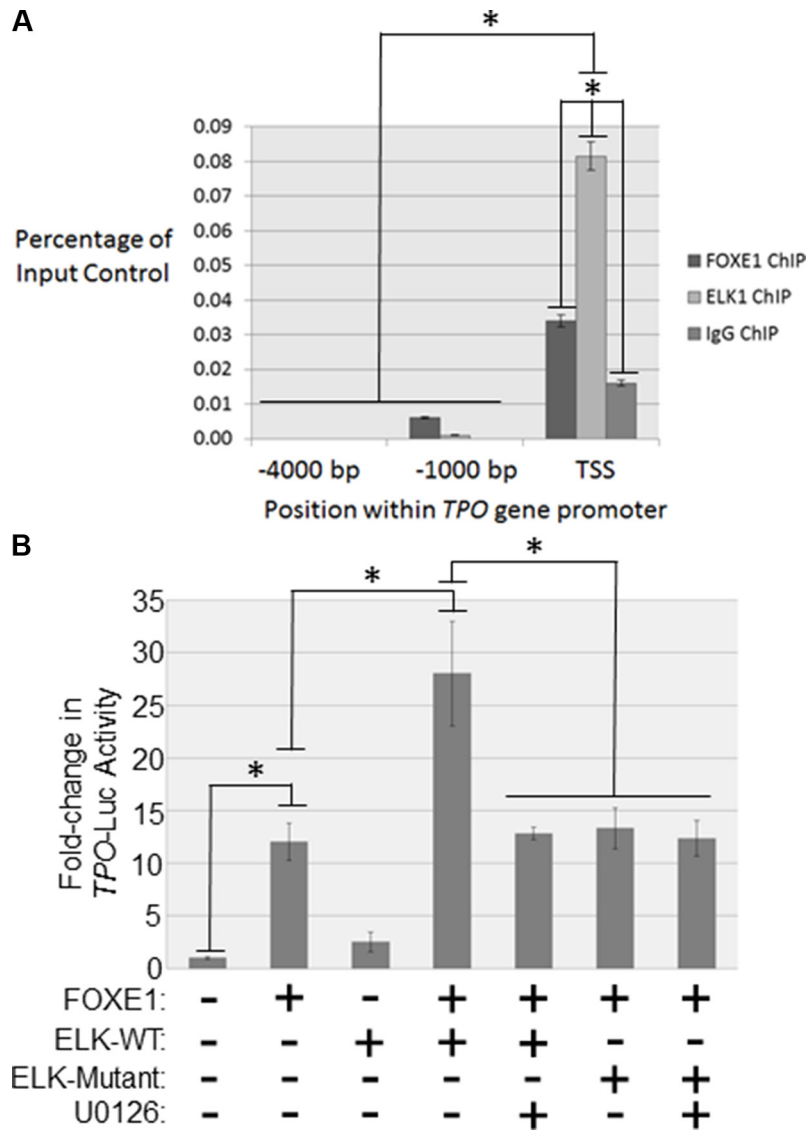 A
*
*
0.09
0.08
0.07
0.06
0.05
0.04
0.03
0.02
0.01
0.00
Percentage of
Input Control
FOXE1 ChIP
ELK1 ChIP
IgG ChIP
-4000 bp -1000 bp TSS
Position within TPO gene promoter
B
*
*
*
35
30
25
20
15
10
5
0
Fold-change in
TPO-Luc Activity
FOXE1: - + - + + + +
ELK-WT: - - + + + - -
ELK-Mutant: - - - - - + +
U0126: - - - - + - +